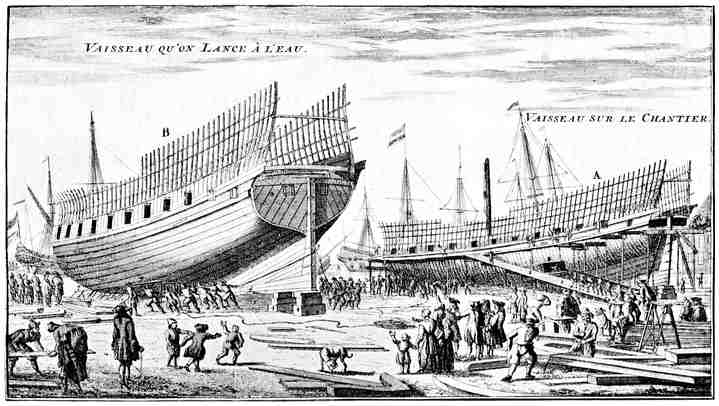 VAISSEAU QU'ON LANCE À L'EAU.
VAISSEAU SUR LE CHANTIER.
B
A